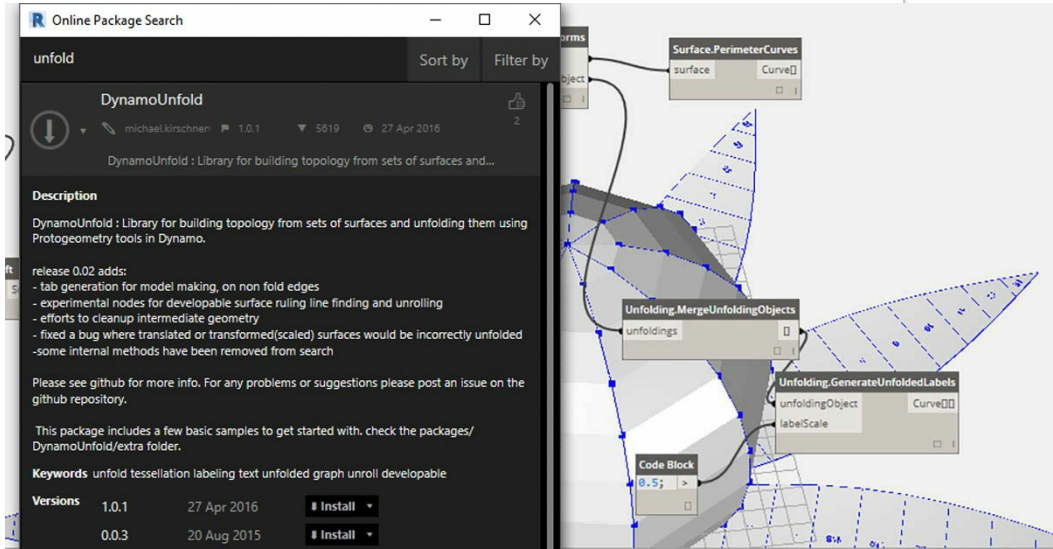 Online Package Search
unfold
Sort by
Filter by
DynamoUnfold
michael.kirschner
1.0.1
5619
27 Apr 2016
2
DynamoUnfold : Library for building topology from sets of surfaces and...
Description
DynamoUnfold : Library for building topology from sets of surfaces and unfolding them using
Protogeometry tools in Dynamo.
release 0.02 adds:
- tab generation for model making, on non fold edges
- experimental nodes for developable surface ruling line finding and unrolling
- efforts to cleanup intermediate geometry
- fixed a bug where translated or transformed(scaled) surfaces would be incorrectly unfolded
-some internal methods have been removed from search
Please see github for more info. For any problems or suggestions please post an issue on the
github repository.
This package includes a few basic samples to get started with. check the packages/
DynamoUnfold/extra folder.
Keywords unfold tessellation labeling text unfolded graph unroll developable
Versions
1.0.1 27 Apr 2016 Install
0.0.3 20 Aug 2015 Install
orms
bject
Surface.PerimeterCurves
surface Curve[]
Unfolding.MergeUnfoldingObjects
unfoldings []
Unfolding.GenerateUnfoldedLabels
unfoldingObject Curve[][]
labelScale
Code Block
0.5; >